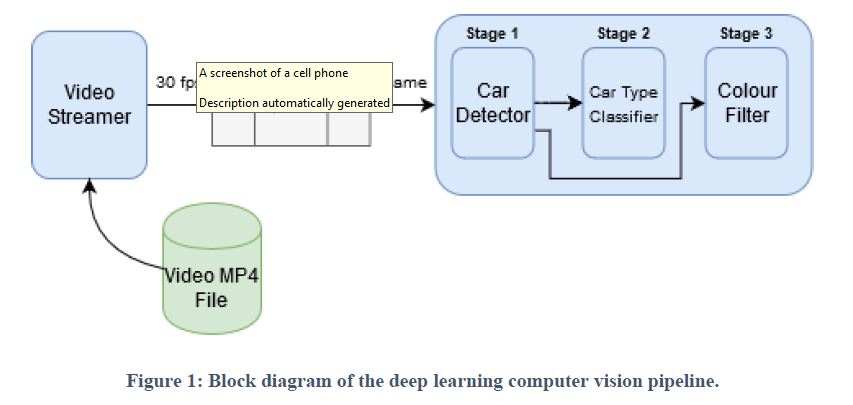 Stage 1
Stage 2
Stage 3
Video
Streamer
30 fp
A screenshot of a cell phone
Description automatically generated
ame
Car
Detector
Car Type
Classifier
Colour
Filter
Video MP4
File
Figure 1: Block diagram of the deep learning computer vision pipeline.